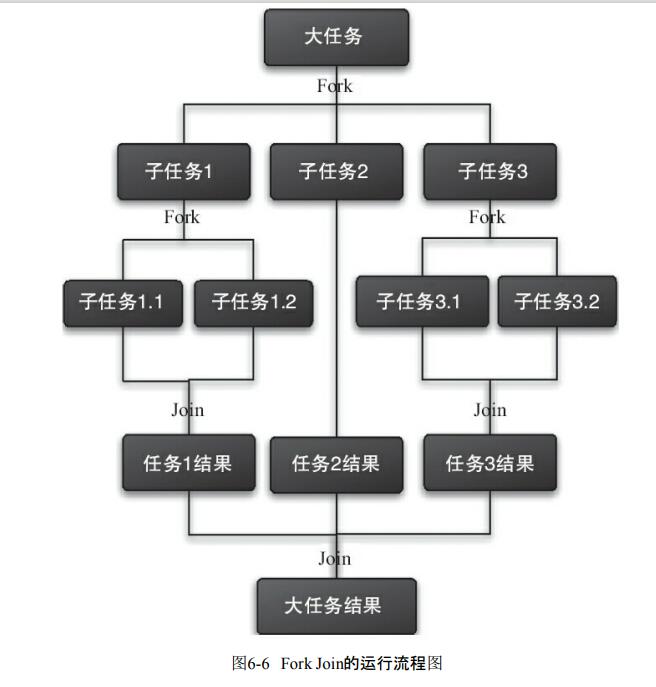 大任务
Fork
子任务1
子任务2
子任务3
Fork
Fork
子任务1.1
子任务1.2
子任务3.1
子任务3.2
Join
Join
任务1结果
任务2结果
任务3结果
Join
大任务结果
图6-6 Fork Join的运行流程图